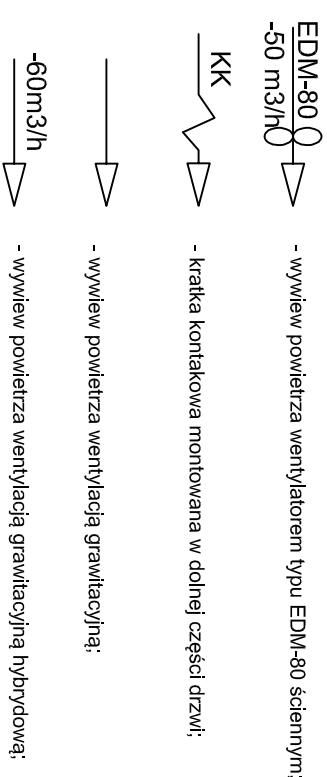 EDM-80
-50 m3/h
- wywiew powietrza wentylatorem typu EDM-80 ściennym;
KK
- kratka kontakowa montowana w dolnej części drzwi;
- wywiew powietrza wentylacją grawitacyjną;
-60m3/h
- wywiew powietrza wentylacją grawitacyjną hybrydową;